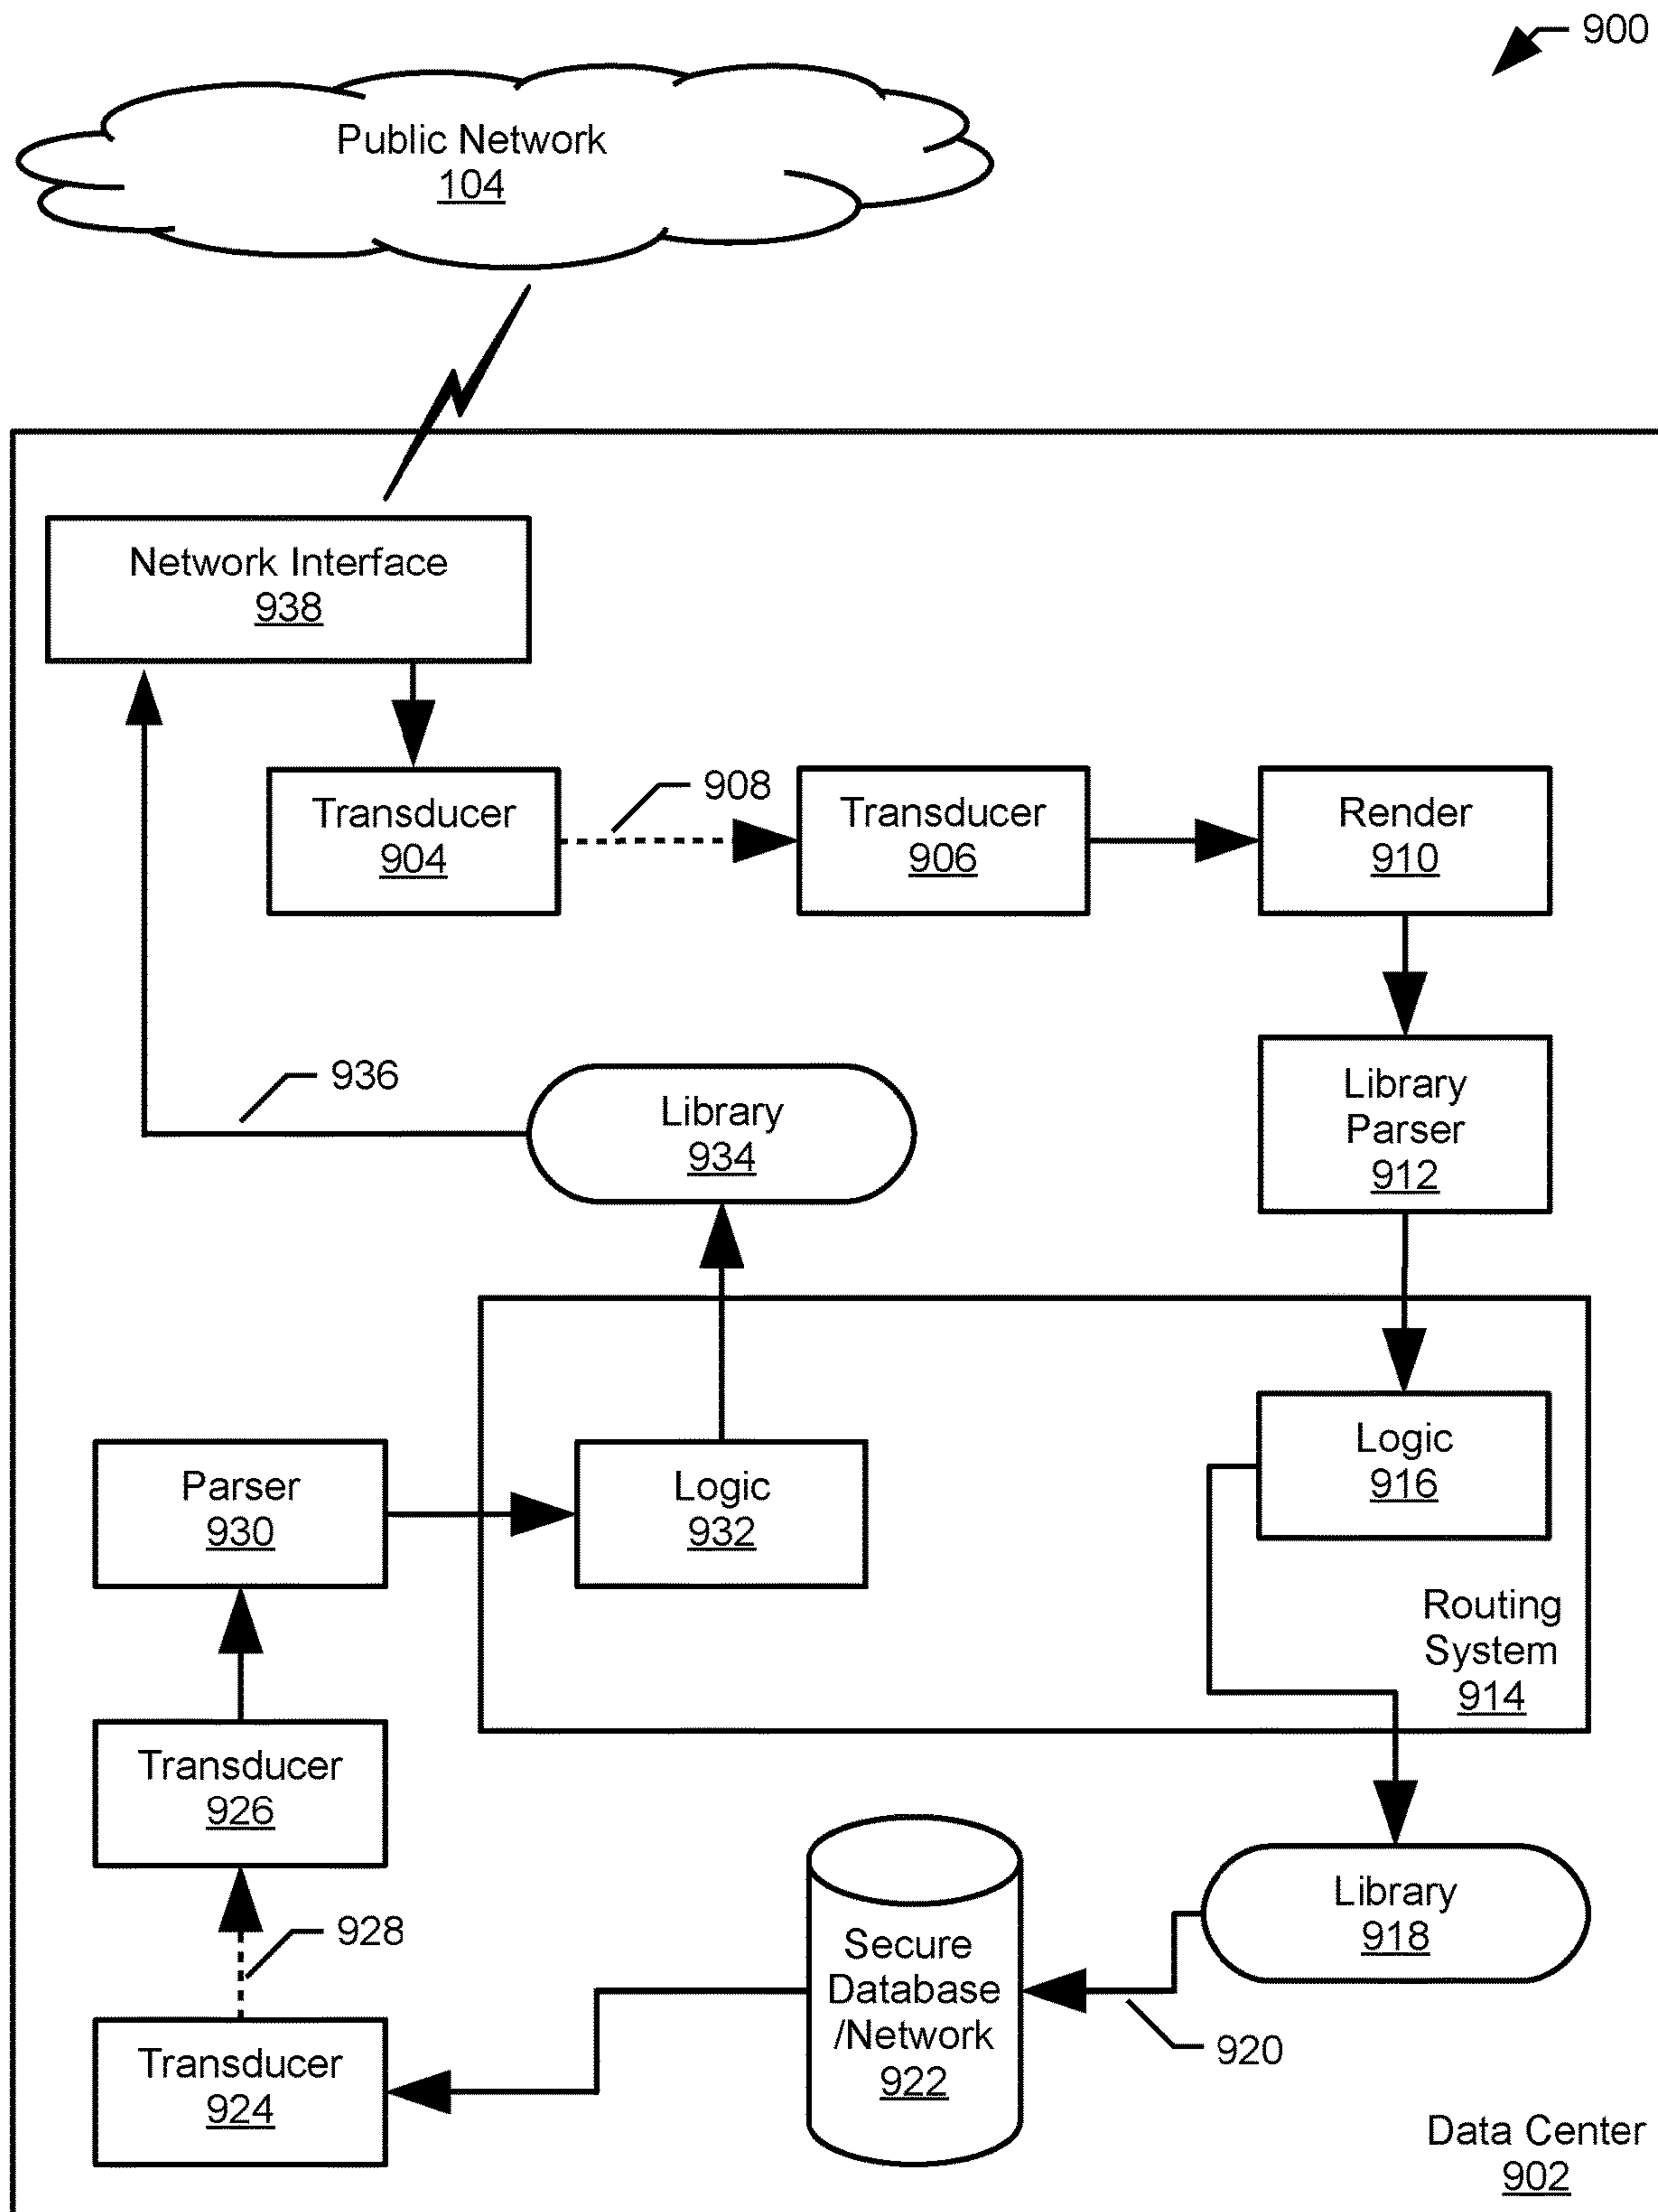 900
Public Network
104
Network Interface
938
908
Transducer
904
Transducer
906
Render
910
936
Library
934
Library
Parser
912
Logic
916
Parser
930
Logic
932
Routing
System
914
Transducer
926
928
Library
918
Secure
Database
/Network
922
920
Transducer
924
Data Center
902